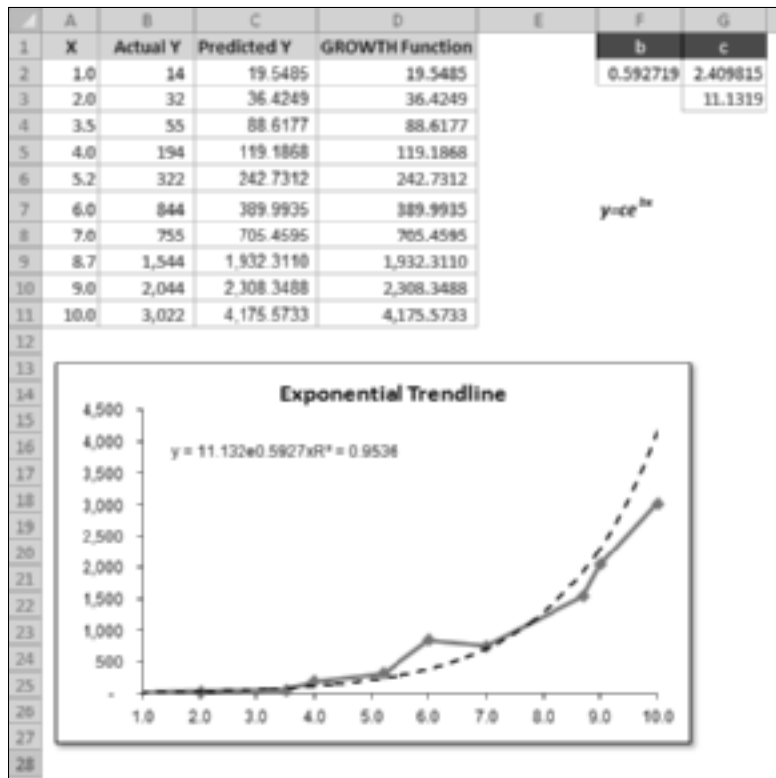 A B C D E F G
1 X Actual Y Predicted Y GROWTH Function b c
2 1.0 14 19.5485 19.5485 0.592719 2.409815
3 2.0 32 36.4249 36.4249 11.1319
4 3.5 55 88.6177 88.6177
5 4.0 194 119.1868 119.1868
6 5.2 322 242.7312 242.7312
7 6.0 844 389.9935 389.9935 y=ce^bx
8 7.0 755 705.4595 705.4595
9 8.7 1,544 1,932.3110 1,932.3110
10 9.0 2,044 2,308.3488 2,308.3488
11 10.0 3,022 4,175.5733 4,175.5733
12
13
14
15
16
17
18
19
20
21
22
23
24
25
26
27
28
Exponential Trendline
y = 11.132e0.5927xR² = 0.9536
4,500
4,000
3,500
3,000
2,500
2,000
1,500
1,000
500
-
1.0 2.0 3.0 4.0 5.0 6.0 7.0 8.0 9.0 10.0